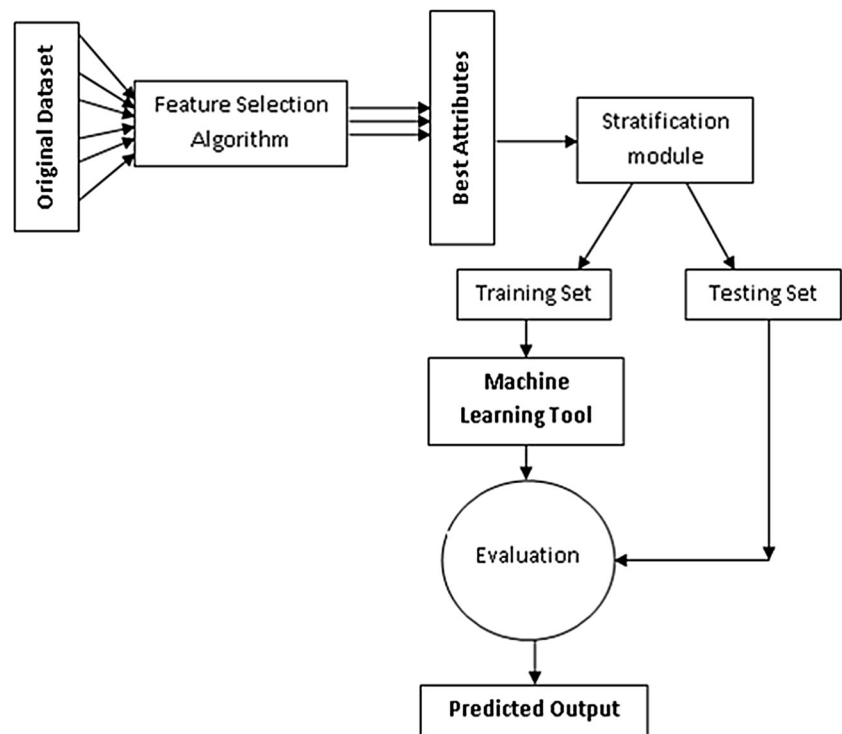 Original Dataset
Feature Selection
Algorithm
Best Attributes
Stratification
module
Training Set
Testing Set
Machine
Learning Tool
Evaluation
Predicted Output